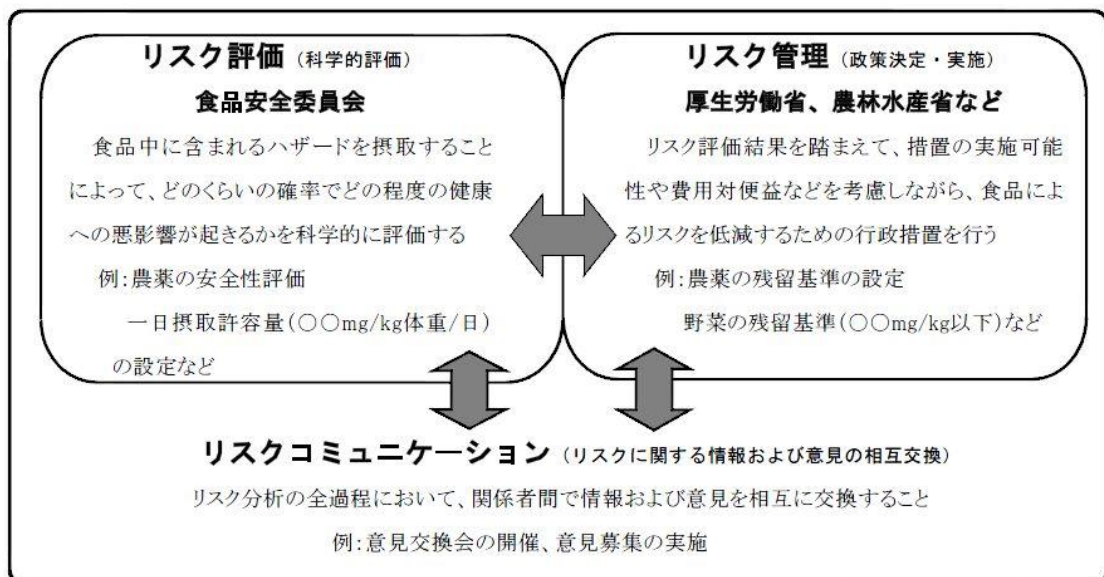 リスク評価（科学的評価）
食品安全委員会
食品中に含まれるハザードを摂取すること
によって、どのくらいの確率でどの程度の健康
への悪影響が起きるかを科学的に評価する
例：農薬の安全性評価
一日摂取許容量（○○mg/kg体重/日）
の設定など
リスク管理（政策決定・実施）
厚生労働省、農林水産省など
リスク評価結果を踏まえて、措置の実施可能
性や費用対便益などを考慮しながら、食品によ
るリスクを低減するための行政措置を行う
例：農薬の残留基準の設定
野菜の残留基準（○○mg/kg以下）など
リスクコミュニケーション（リスクに関する情報および意見の相互交換）
リスク分析の全過程において、関係者間で情報および意見を相互に交換すること
例：意見交換会の開催、意見募集の実施